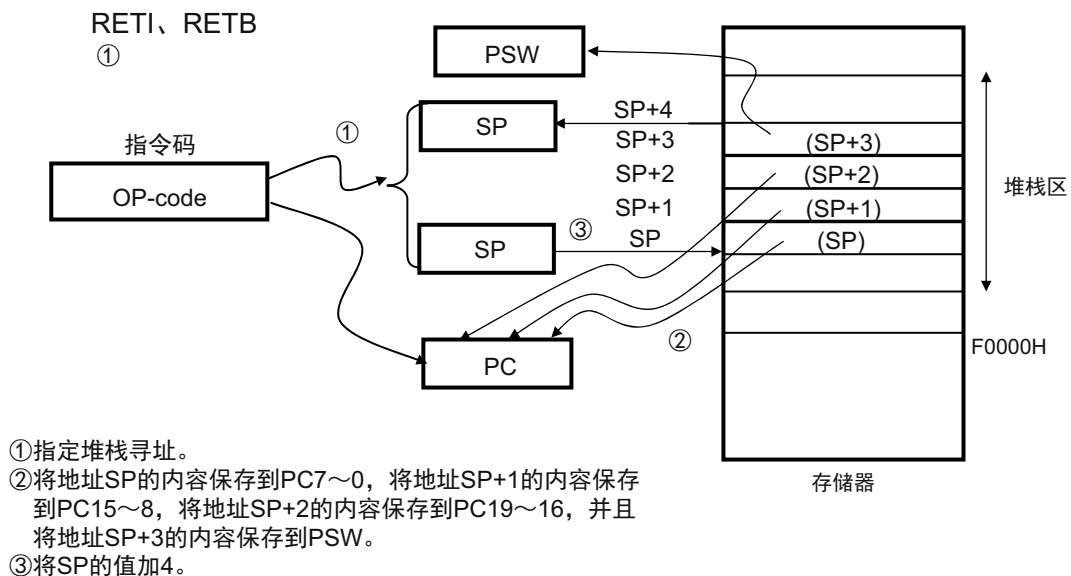 RETI、RETB
①
PSW
SP+4
SP
①
指令码
SP+3
(SP+3)
OP-code
SP+2
(SP+2)
堆栈区
SP+1
(SP+1)
③
SP
SP
(SP)
②
F0000H
PC
①指定堆栈寻址。
②将地址SP的内容保存到PC7～0，将地址SP+1的内容保存
到PC15～8，将地址SP+2的内容保存到PC19～16，并且
将地址SP+3的内容保存到PSW。
③将SP的值加4。
存储器